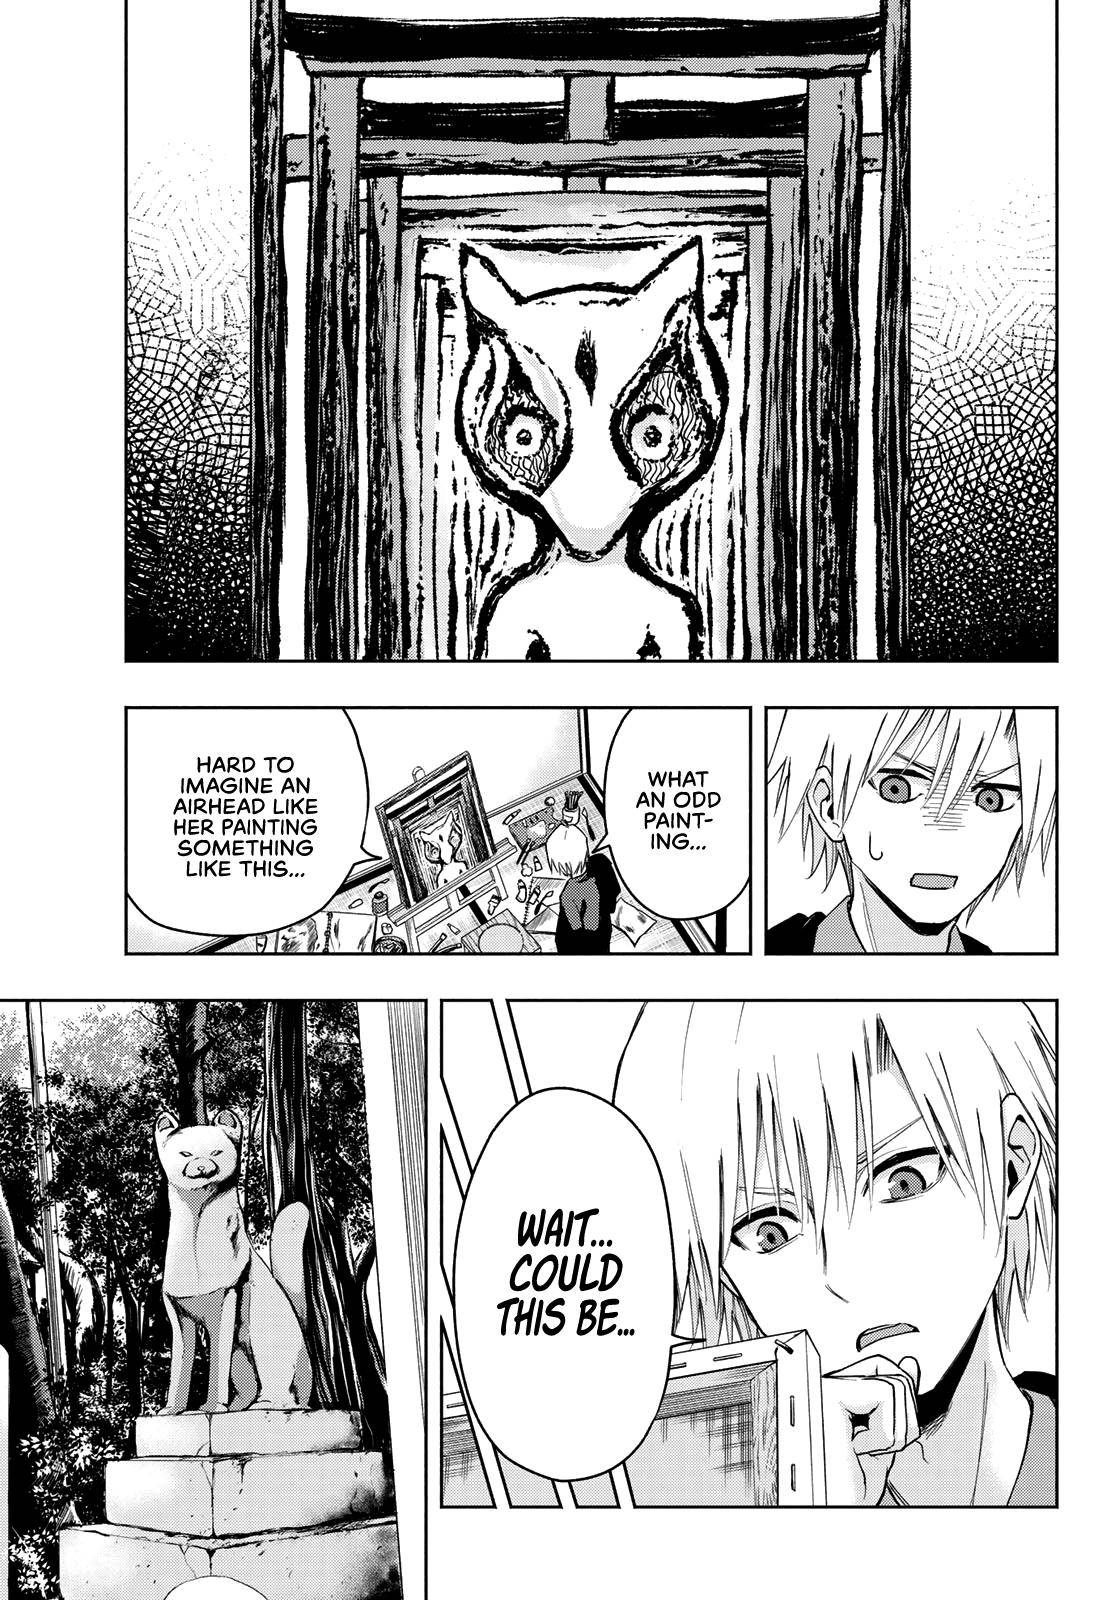 WHAT
AN ODD
PAINT-
ING...
HARD TO
IMAGINE AN
AIRHEAD LIKE
HER PAINTING
SOMETHING
LIKE THIS...
WAIT...
COULD
THIS BE...